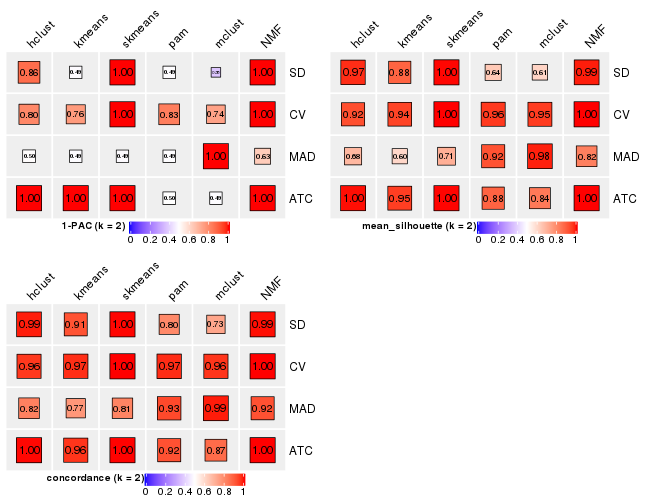 hclust kmeans skmeans pam mclust NMF
0.86 0.49 1.00 0.49 1.00 SD
0.80 0.76 1.00 0.83 0.74 1.00 CV
0.50 0.49 0.49 0.49 1.00 0.63 MAD
1.00 1.00 1.00 0.50 0.49 1.00 ATC
1-PAC (k = 2)
0 0.2 0.4 0.6 0.8 1
hclust kmeans skmeans pam mclust NMF
0.97 0.88 1.00 0.64 0.61 0.99 SD
0.92 0.94 1.00 0.96 0.95 1.00 CV
0.68 0.60 0.71 0.92 0.98 0.82 MAD
1.00 0.95 1.00 0.88 0.84 1.00 ATC
mean_silhouette (k = 2)
0 0.2 0.4 0.6 0.8 1
hclust kmeans skmeans pam mclust NMF
0.99 0.91 1.00 0.80 0.73 0.99 SD
0.96 0.97 1.00 0.97 0.96 1.00 CV
0.82 0.77 0.81 0.93 0.99 0.92 MAD
1.00 0.96 1.00 0.92 0.87 1.00 ATC
concordance (k = 2)
0 0.2 0.4 0.6 0.8 1